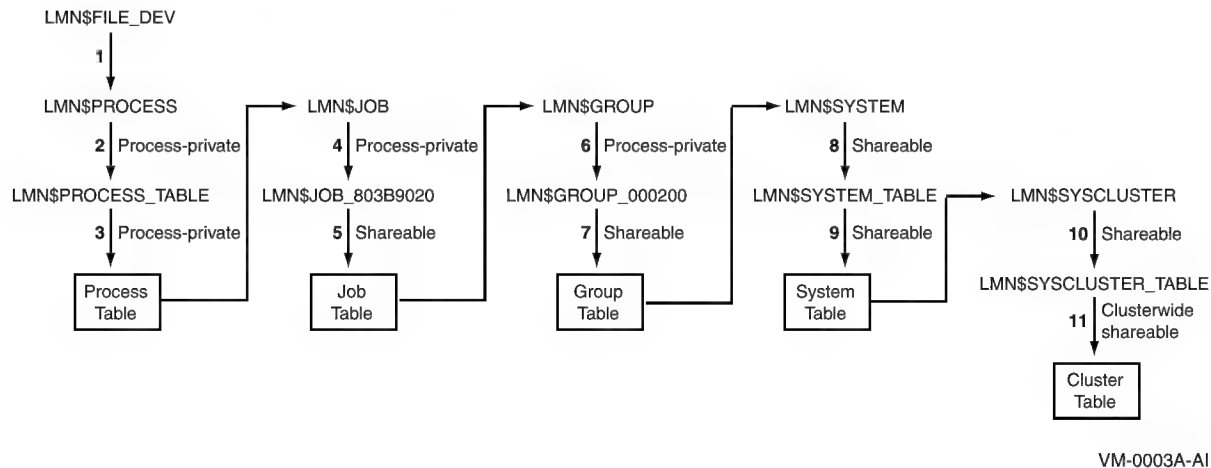 LMN$FILE_DEV
1
LMN$PROCESS
2 Process-private
LMN$PROCESS_TABLE
3 Process-private
Process
Table
LMN$JOB
4 Process-private
LMN$JOB_803B9020
5 Shareable
Job
Table
LMN$GROUP
6 Process-private
LMN$GROUP_000200
7 Shareable
Group
Table
LMN$SYSTEM
8 Shareable
LMN$SYSTEM_TABLE
9 Shareable
System
Table
LMN$SYSCLUSTER
10 Shareable
LMN$SYSCLUSTER_TABLE
11 Clusterwide
shareable
Cluster
Table
VM-0003A-AI